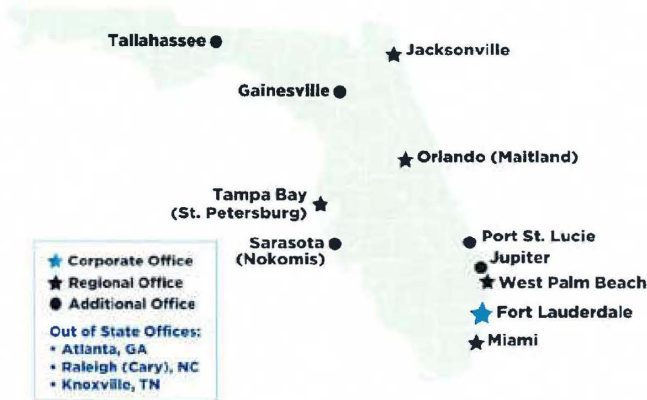 Tallahassee
Jacksonville
Gainesville
Orlando (Maitland)
Tampa Bay
(St. Petersburg)
Sarasota
(Nokomis)
Port St. Lucie
Jupiter
West Palm Beach
Fort Lauderdale
Miami
Corporate Office
Regional Office
Additional Office
Out of State Offices:
• Atlanta, GA
• Raleigh (Cary), NC
• Knoxville, TN